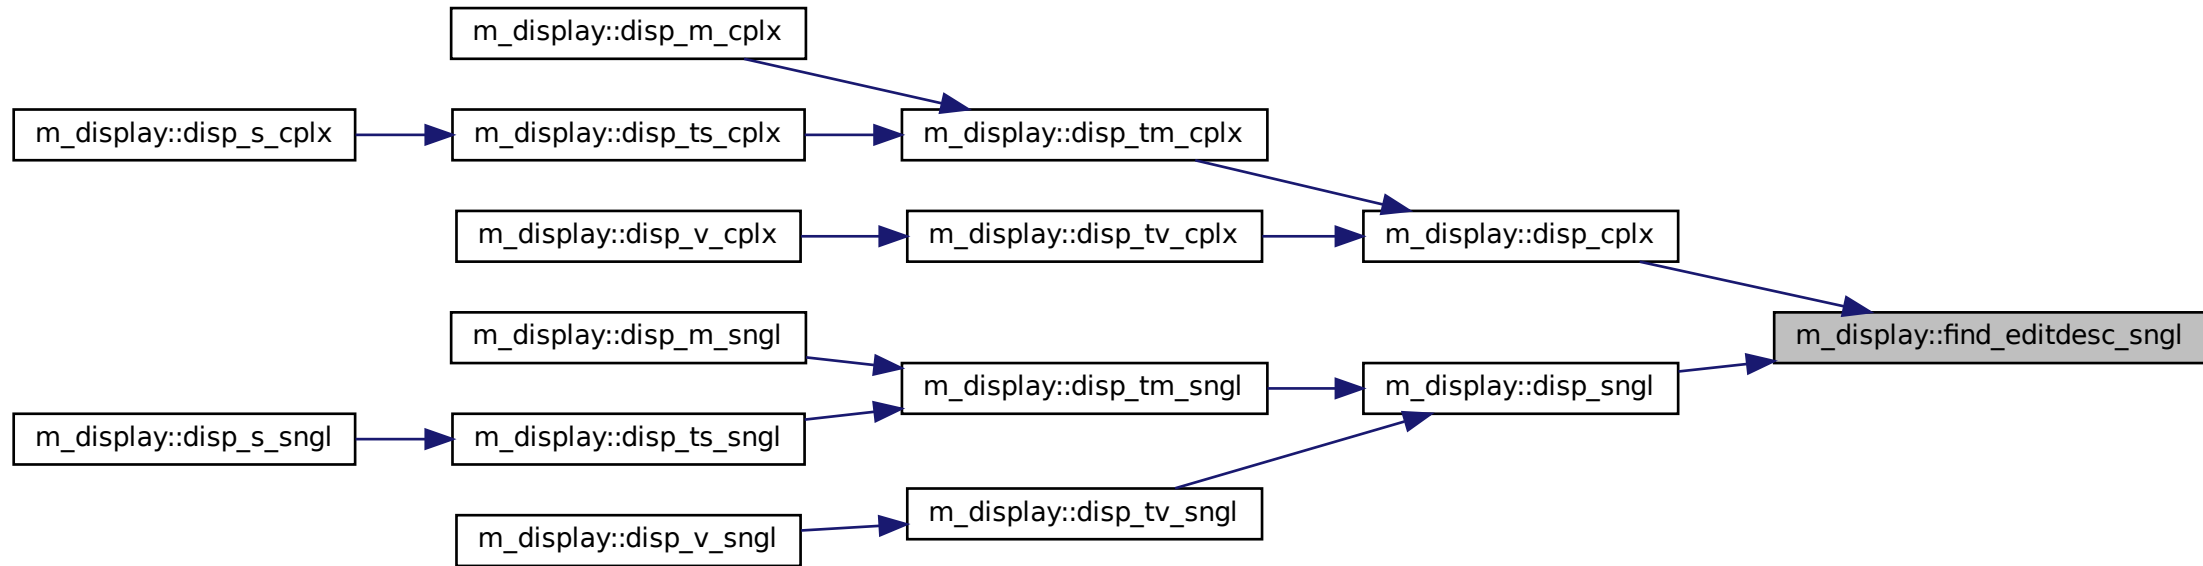 m_display::disp_m_cplx
m_display::disp_s_cplx
m_display::disp_ts_cplx
m_display::disp_tm_cplx
m_display::disp_v_cplx
m_display::disp_tv_cplx
m_display::disp_cplx
m_display::find_editdesc_sngl
m_display::disp_m_sngl
m_display::disp_tm_sngl
m_display::disp_sngl
m_display::disp_s_sngl
m_display::disp_ts_sngl
m_display::disp_tv_sngl
m_display::disp_v_sngl